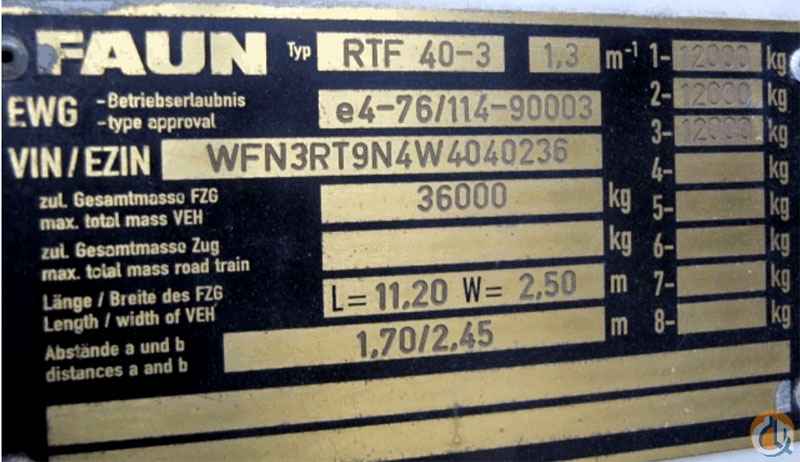 FAUN Typ RTF 40-3 1,3 m-1 1- 12000 kg
EWG -Betriebserlaubnis
-type approval e4-76/114-90003 2- 12000 kg
VIN/EZIN WFN3RT9N4W4040236 3- 12000 kg
zul. Gesamtmasse FZG
max. total mass VEH 36000 kg 4- kg
5- kg
zul. Gesamtmasse Zug
max. total mass road train kg 6- kg
Länge / Breite des FZG
Length / width of VEH L= 11,20 W= 2,50 m 7- kg
Abstände a und b
distances a and b 1,70/2,45 m 8- kg